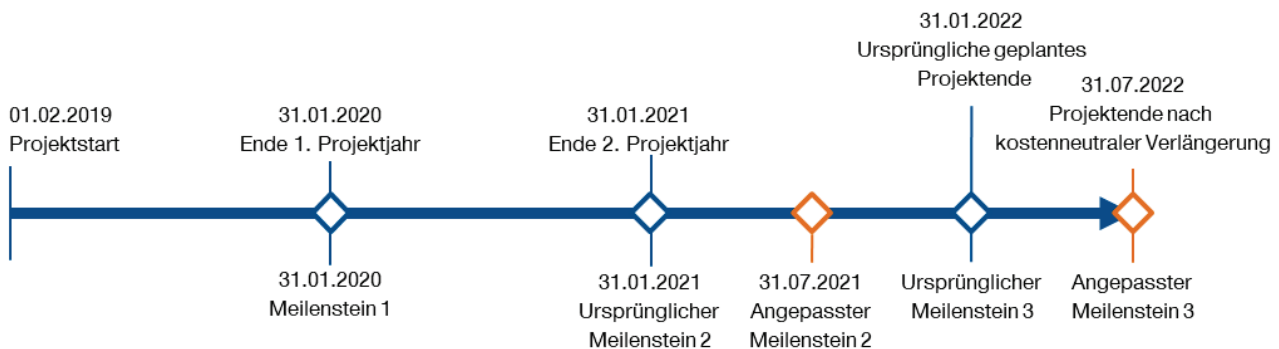 01.02.2019
Projektstart
31.01.2020
Ende 1. Projektjahr
31.01.2021
Ende 2. Projektjahr
31.01.2022
Ursprüngliche geplantes
Projektende
31.07.2022
Projektende nach
kostenneutraler Verlängerung
31.01.2020
Meilenstein 1
31.01.2021
Ursprünglicher
Meilenstein 2
31.07.2021
Angepasster
Meilenstein 2
Ursprünglicher
Meilenstein 3
Angepasster
Meilenstein 3